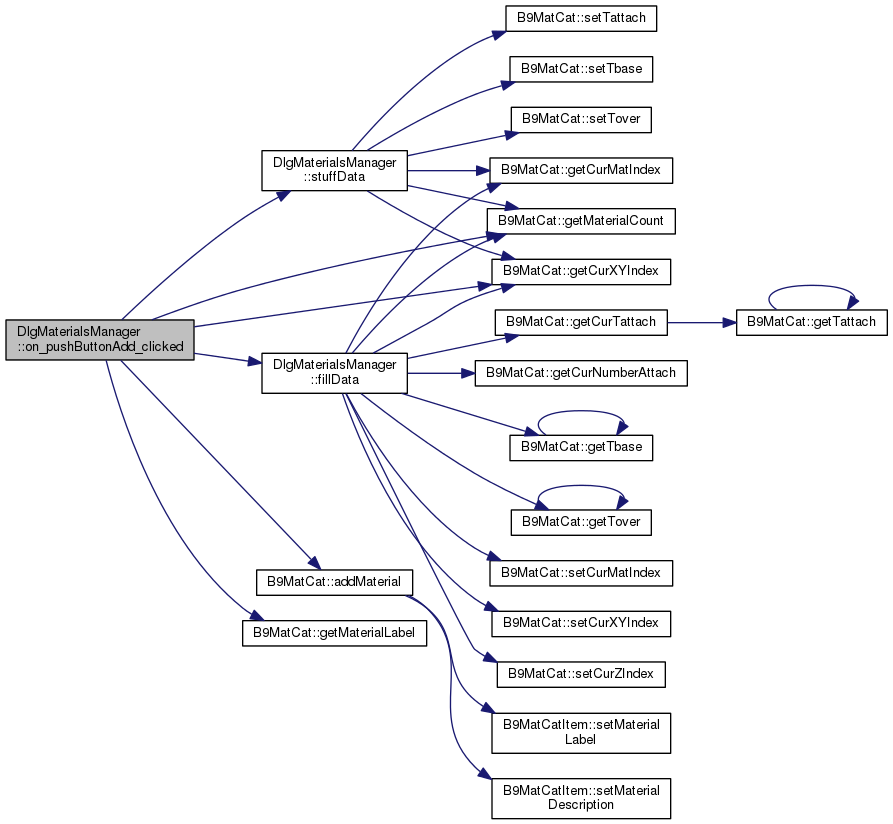 B9MatCat::setTattach
B9MatCat::setTbase
B9MatCat::setTover
DlgMaterialsManager
::stuffData
B9MatCat::getCurMatIndex
B9MatCat::getMaterialCount
B9MatCat::getCurXYIndex
DlgMaterialsManager
::on_pushButtonAdd_clicked
B9MatCat::getCurTattach
B9MatCat::getTattach
DlgMaterialsManager
::fillData
B9MatCat::getCurNumberAttach
B9MatCat::getTbase
B9MatCat::getTover
B9MatCat::setCurMatIndex
B9MatCat::addMaterial
B9MatCat::getMaterialLabel
B9MatCat::setCurXYIndex
B9MatCat::setCurZIndex
B9MatCatItem::setMaterial
Label
B9MatCatItem::setMaterial
Description